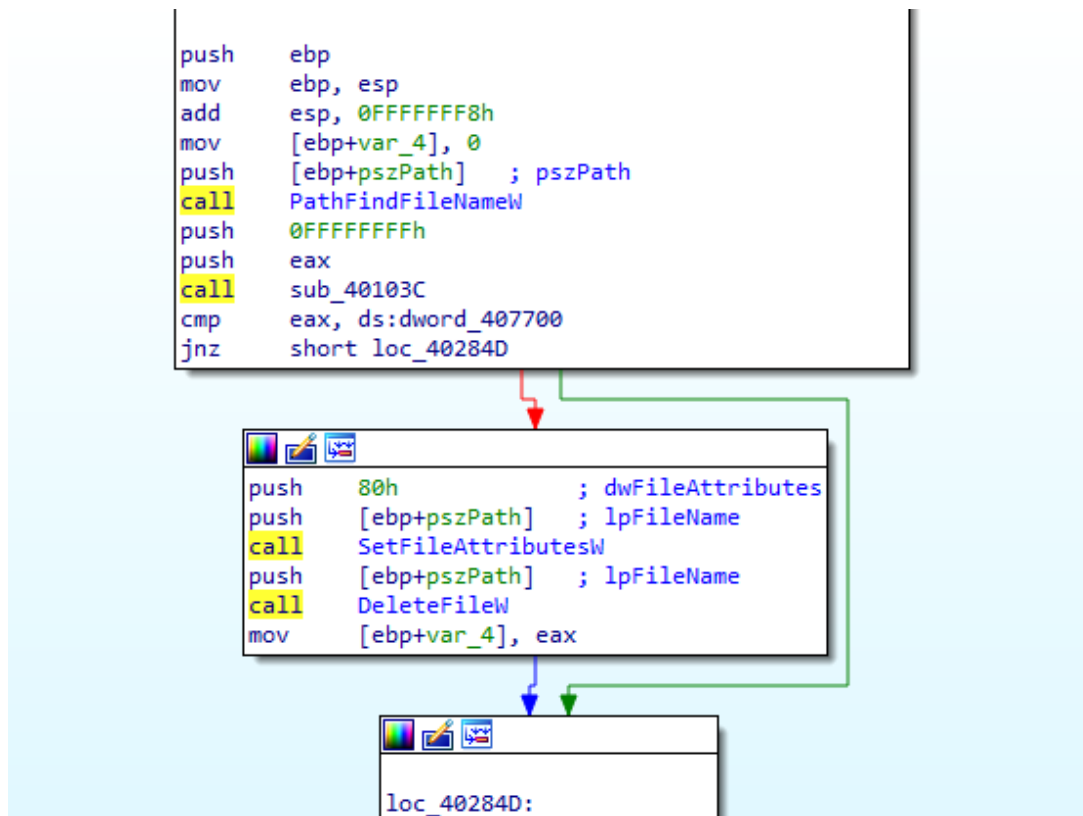 push ebp
mov ebp, esp
add esp, 0FFFFFFF8h
mov [ebp+var_4], 0
push [ebp+pszPath] ; pszPath
call PathFindFileNameW
push 0FFFFFFFFh
push eax
call sub_40103C
cmp eax, ds:dword_407700
jnz short loc_40284D
push 80h ; dwFileAttributes
push [ebp+pszPath] ; lpFileName
call SetFileAttributesW
push [ebp+pszPath] ; lpFileName
call DeleteFileW
mov [ebp+var_4], eax
loc_40284D: